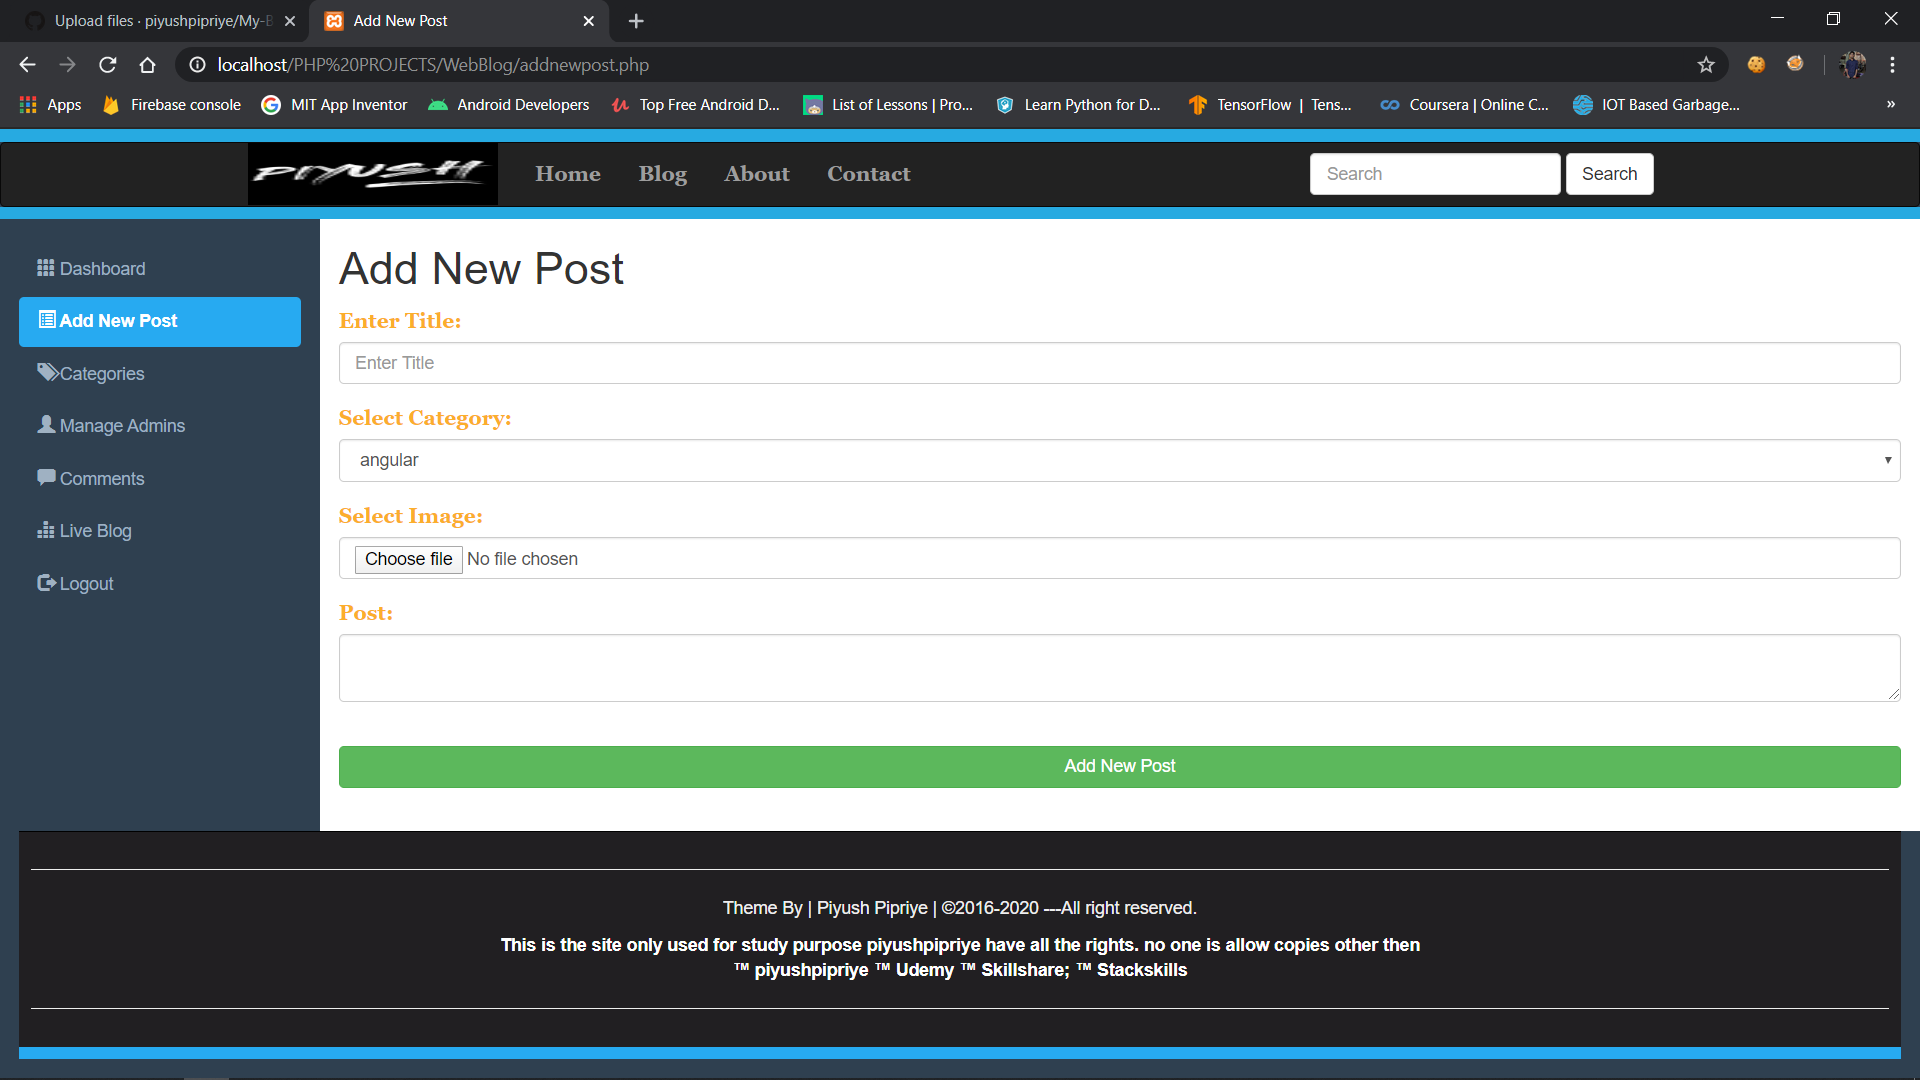 Upload files · piyushpipriye/My-B
Add New Post
localhost/PHP%20PROJECTS/WebBlog/addnewpost.php
Apps
Firebase console
MIT App Inventor
Android Developers
Top Free Android D...
List of Lessons | Pro...
Learn Python for D...
TensorFlow | Tens...
Coursera | Online C...
IOT Based Garbage...
»
PIYUSH
Home
Blog
About
Contact
Search
Search
Dashboard
Add New Post
Categories
Manage Admins
Comments
Live Blog
Logout
Add New Post
Enter Title:
Enter Title
Select Category:
angular
Select Image:
Choose file No file chosen
Post:
Add New Post
Theme By | Piyush Pipriye | ©2016-2020 ---All right reserved.
This is the site only used for study purpose piyushpipriye have all the rights. no one is allow copies other then
™ piyushpipriye ™ Udemy ™ Skillshare; ™ Stackskills